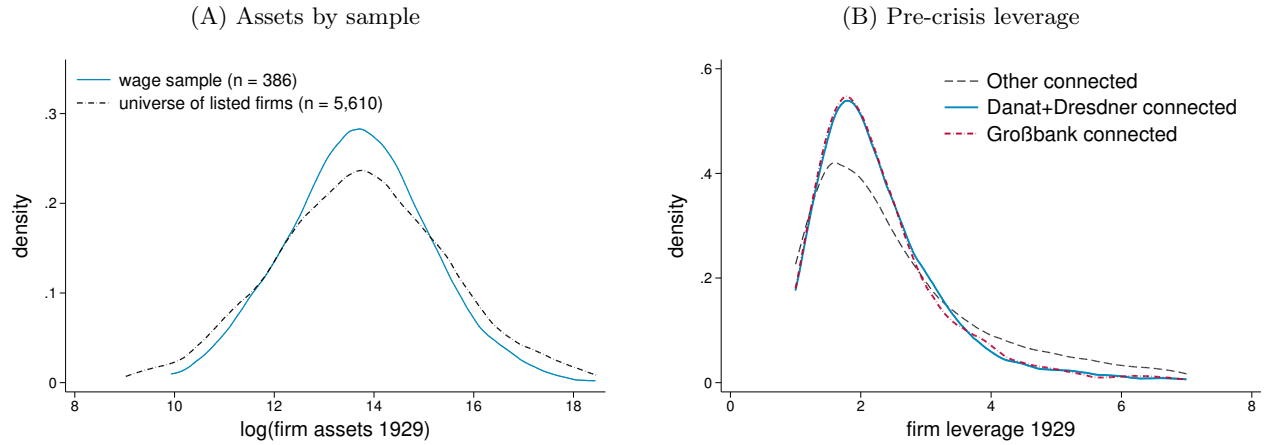 (A) Assets by sample
wage sample (n = 386)
universe of listed firms (n = 5,610)
density
.3
.2
.1
0
8
10
12
14
16
18
log(firm assets 1929)
(B) Pre-crisis leverage
Other connected
Danat+Dresdner connected
Großbank connected
density
.6
.4
.2
0
0
2
4
6
8
firm leverage 1929